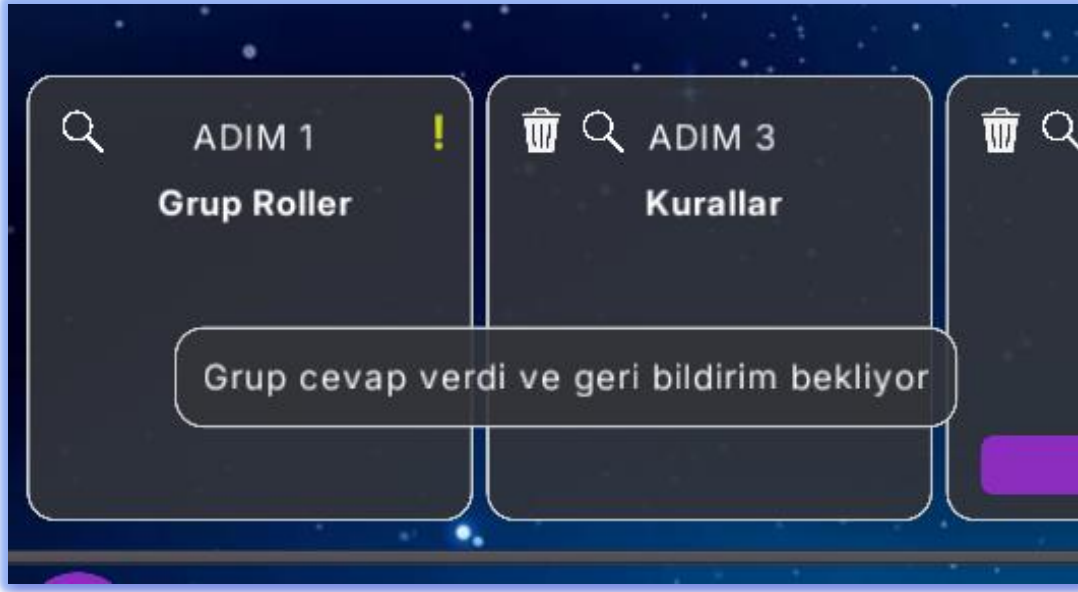 ADIM 1 !
Grup Roller
ADIM 3
Kurallar
Grup cevap verdi ve geri bildirim bekliyor